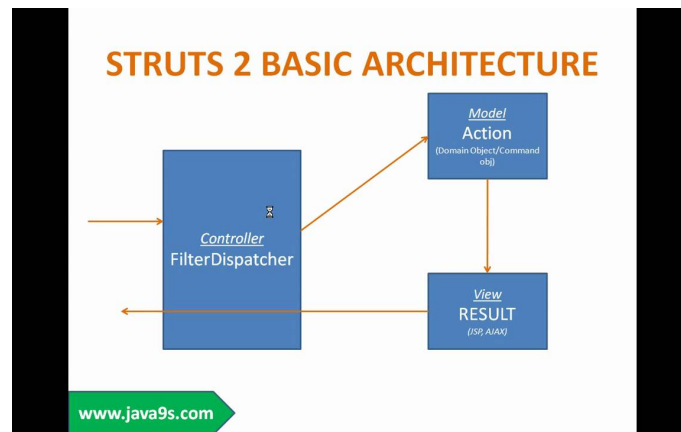 STRUTS 2 BASIC ARCHITECTURE
Model
Action
(Domain Object/Command
obj)
Controller
FilterDispatcher
View
RESULT
(JSP, AJAX)
www.java9s.com